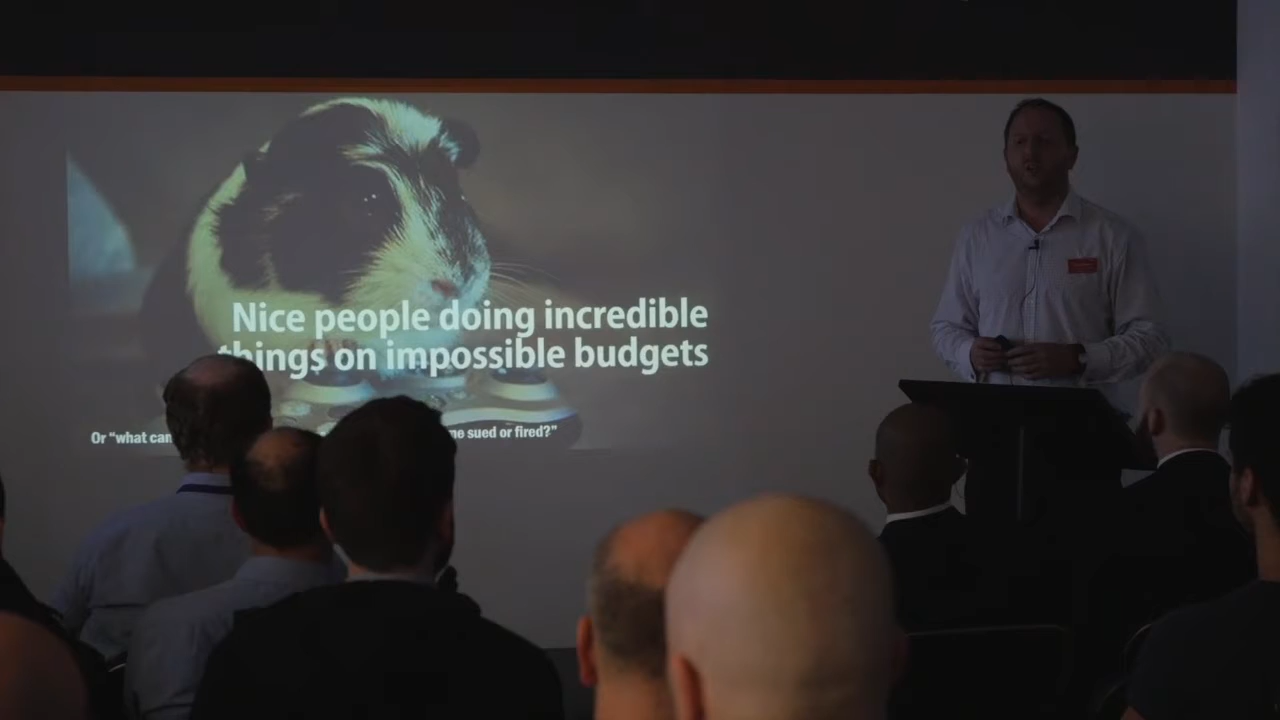 Nice people doing incredible
things on impossible budgets
Or “what can
me sued or fired?”